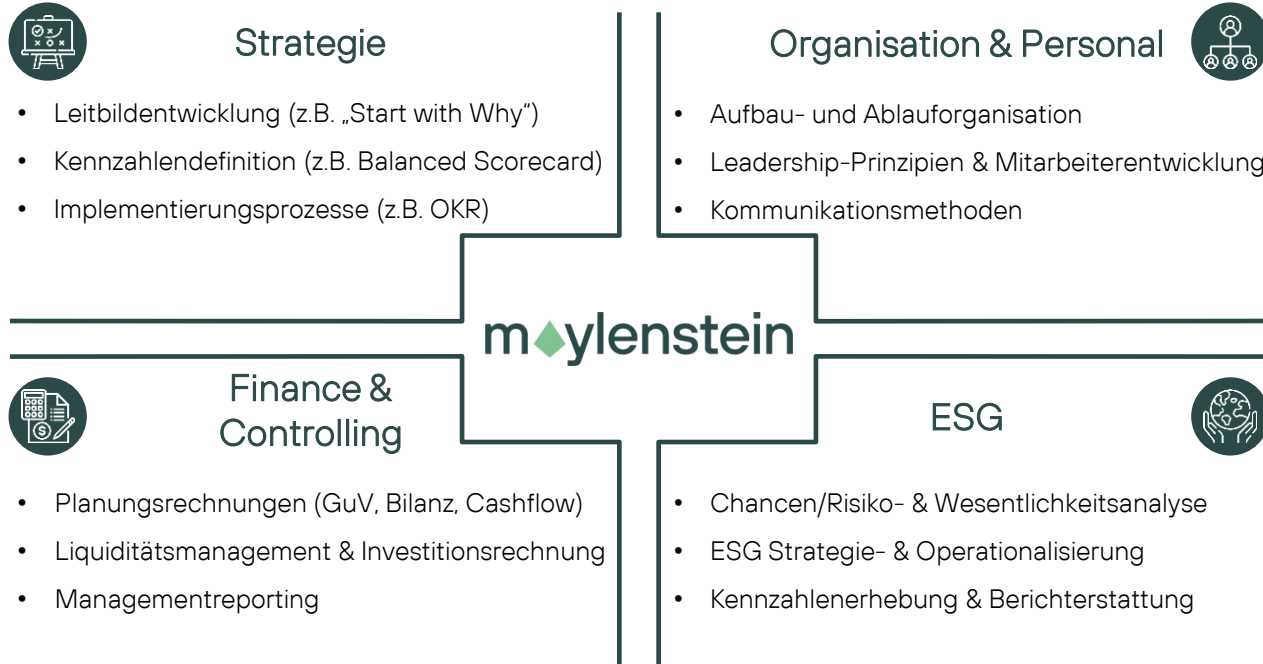 Strategie
• Leitbildentwicklung (z.B. „Start with Why“)
• Kennzahlendefinition (z.B. Balanced Scorecard)
• Implementierungsprozesse (z.B. OKR)
Organisation & Personal
• Aufbau- und Ablauforganisation
• Leadership-Prinzipien & Mitarbeiterentwicklung
• Kommunikationsmethoden
m♦ylenstein
Finance &
Controlling
• Planungsrechnungen (GuV, Bilanz, Cashflow)
• Liquiditätsmanagement & Investitionsrechnung
• Managementreporting
ESG
• Chancen/Risiko- & Wesentlichkeitsanalyse
• ESG Strategie- & Operationalisierung
• Kennzahlenerhebung & Berichterstattung